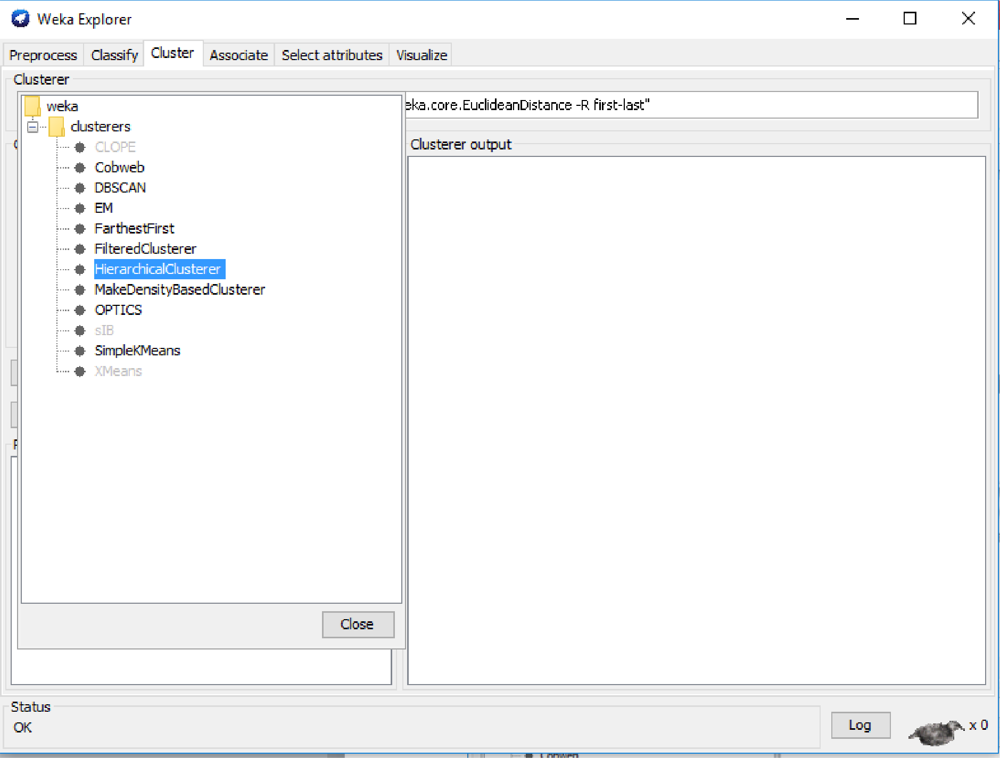 Weka Explorer
Preprocess Classify Cluster Associate Select attributes Visualize
Clusterer
eka.core.EuclideanDistance -R first-last"
weka
clusterers
CLOPE
Cobweb
DBSCAN
EM
FarthestFirst
FilteredClusterer
HierarchicalClusterer
MakeDensityBasedClusterer
OPTICS
sIB
SimpleKMeans
XMeans
Close
Clusterer output
Status
OK
Log
x 0